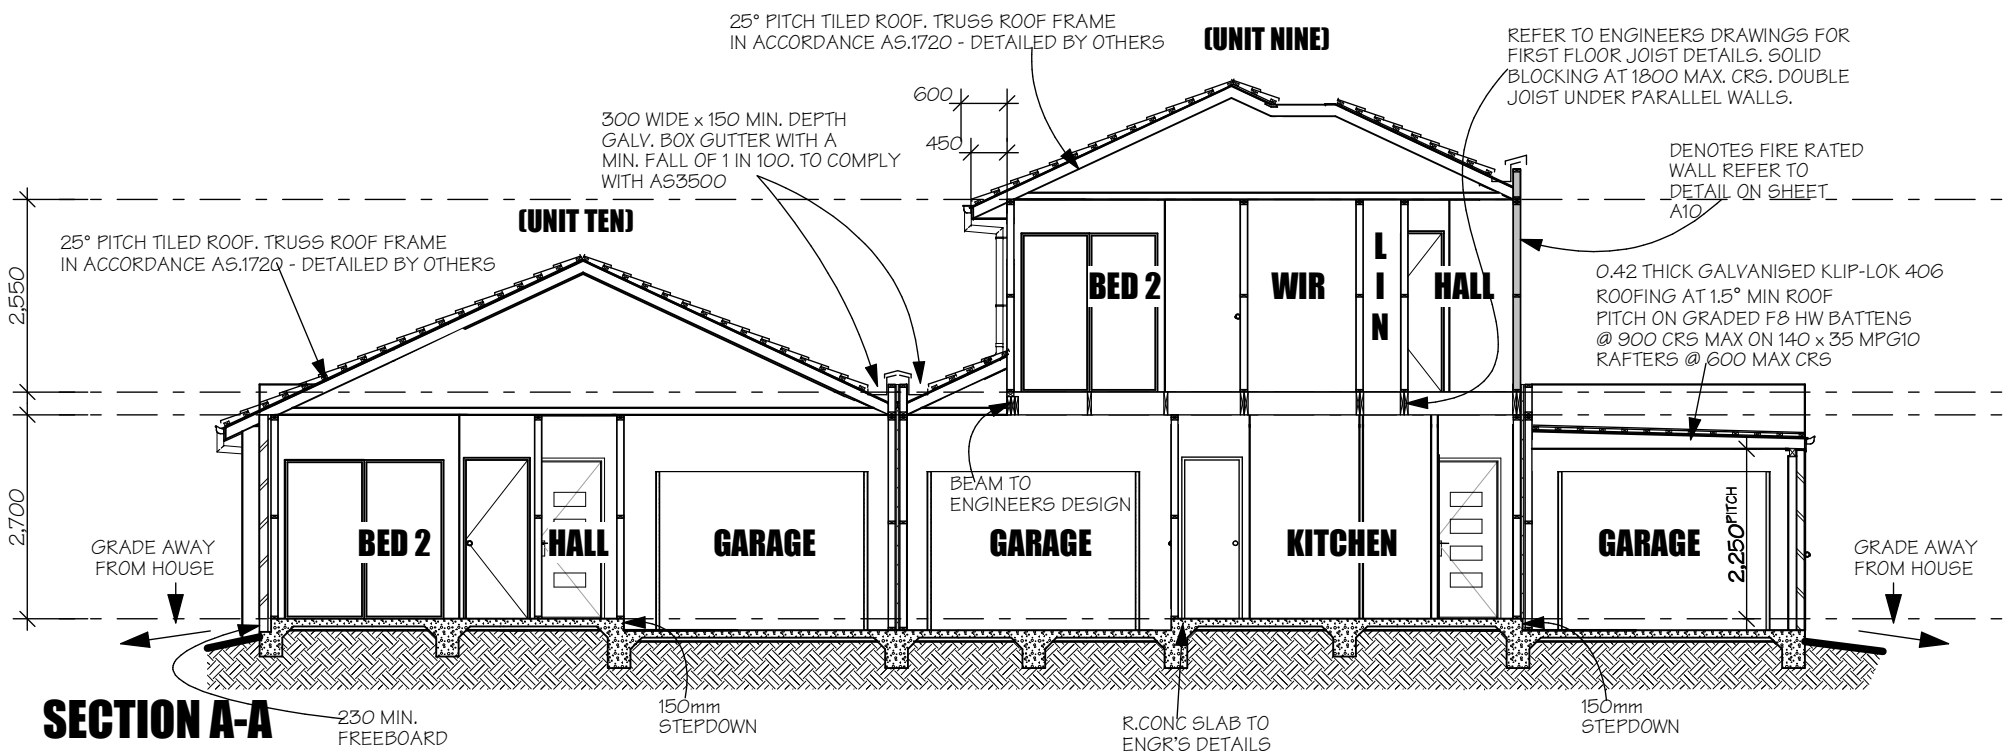 25° PITCH TILED ROOF. TRUSS ROOF FRAME
IN ACCORDANCE AS.1720 - DETAILED BY OTHERS
(UNIT NINE)
REFER TO ENGINEERS DRAWINGS FOR
FIRST FLOOR JOIST DETAILS. SOLID
BLOCKING AT 1800 MAX. CRS. DOUBLE
JOIST UNDER PARALLEL WALLS.
600
450
300 WIDE x 150 MIN. DEPTH
GALV. BOX GUTTER WITH A
MIN. FALL OF 1 IN 100. TO COMPLY
WITH AS3500
DENOTES FIRE RATED
WALL REFER TO
DETAIL ON SHEET
A10
(UNIT TEN)
25° PITCH TILED ROOF. TRUSS ROOF FRAME
IN ACCORDANCE AS.1720 - DETAILED BY OTHERS
2,550
BED 2
WIR
L
I
N
HALL
0.42 THICK GALVANISED KLIP-LOK 406
ROOFING AT 1.5° MIN ROOF
PITCH ON GRADED F8 HW BATTENS
@ 900 CRS MAX ON 140 x 35 MPG10
RAFTERS @ 600 MAX CRS
2,700
BEAM TO
ENGINEERS DESIGN
BED 2
HALL
GARAGE
GARAGE
KITCHEN
GARAGE
2,250 PITCH
GRADE AWAY
FROM HOUSE
GRADE AWAY
FROM HOUSE
SECTION A-A
230 MIN.
FREEBOARD
150mm
STEPDOWN
R.CONC SLAB TO
ENGR'S DETAILS
150mm
STEPDOWN